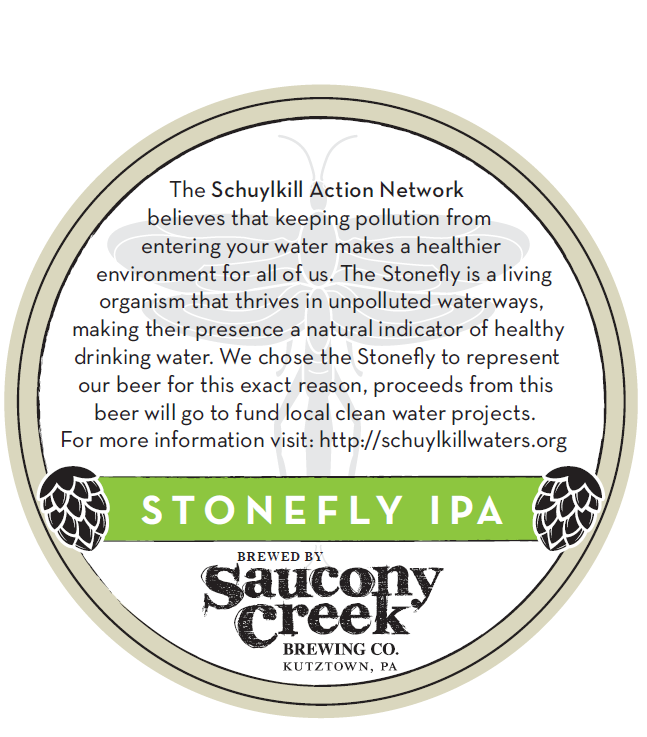 The Schuylkill Action Network
believes that keeping pollution from
entering your water makes a healthier
environment for all of us. The Stonefly is a living
organism that thrives in unpolluted waterways,
making their presence a natural indicator of healthy
drinking water. We chose the Stonefly to represent
our beer for this exact reason, proceeds from this
beer will go to fund local clean water projects.
For more information visit: http://schuylkillwaters.org
STONEFLY IPA
BREWED BY
Saucony
Creek
BREWING CO.
KUTZTOWN, PA